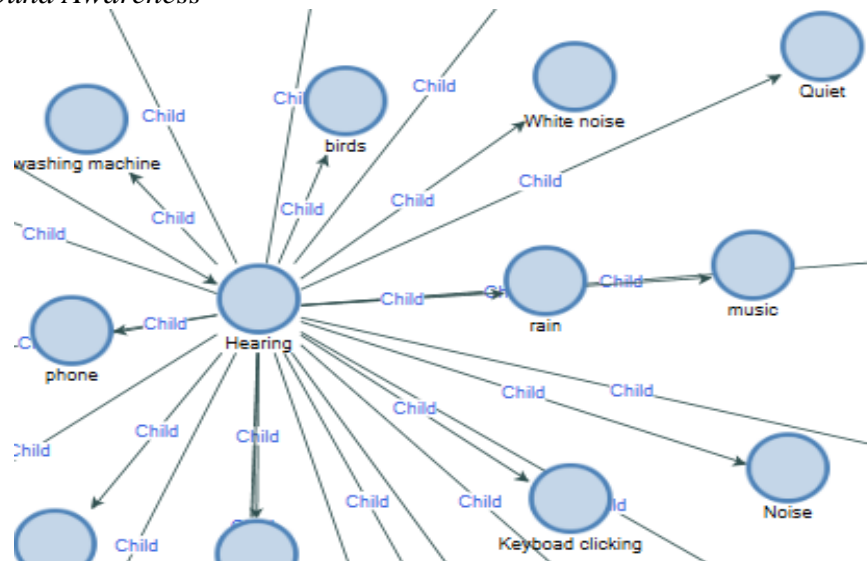 Awareness
Child
Child
Quiet
White noise
birds
washing machine
Child
Child
Child
Child
Child
Child
Child
rain
music
Child
phone
Hearing
Child
Child
Child
Child
Child
Child
Child
Noise
Child
Child
Keyboad clicking
Child